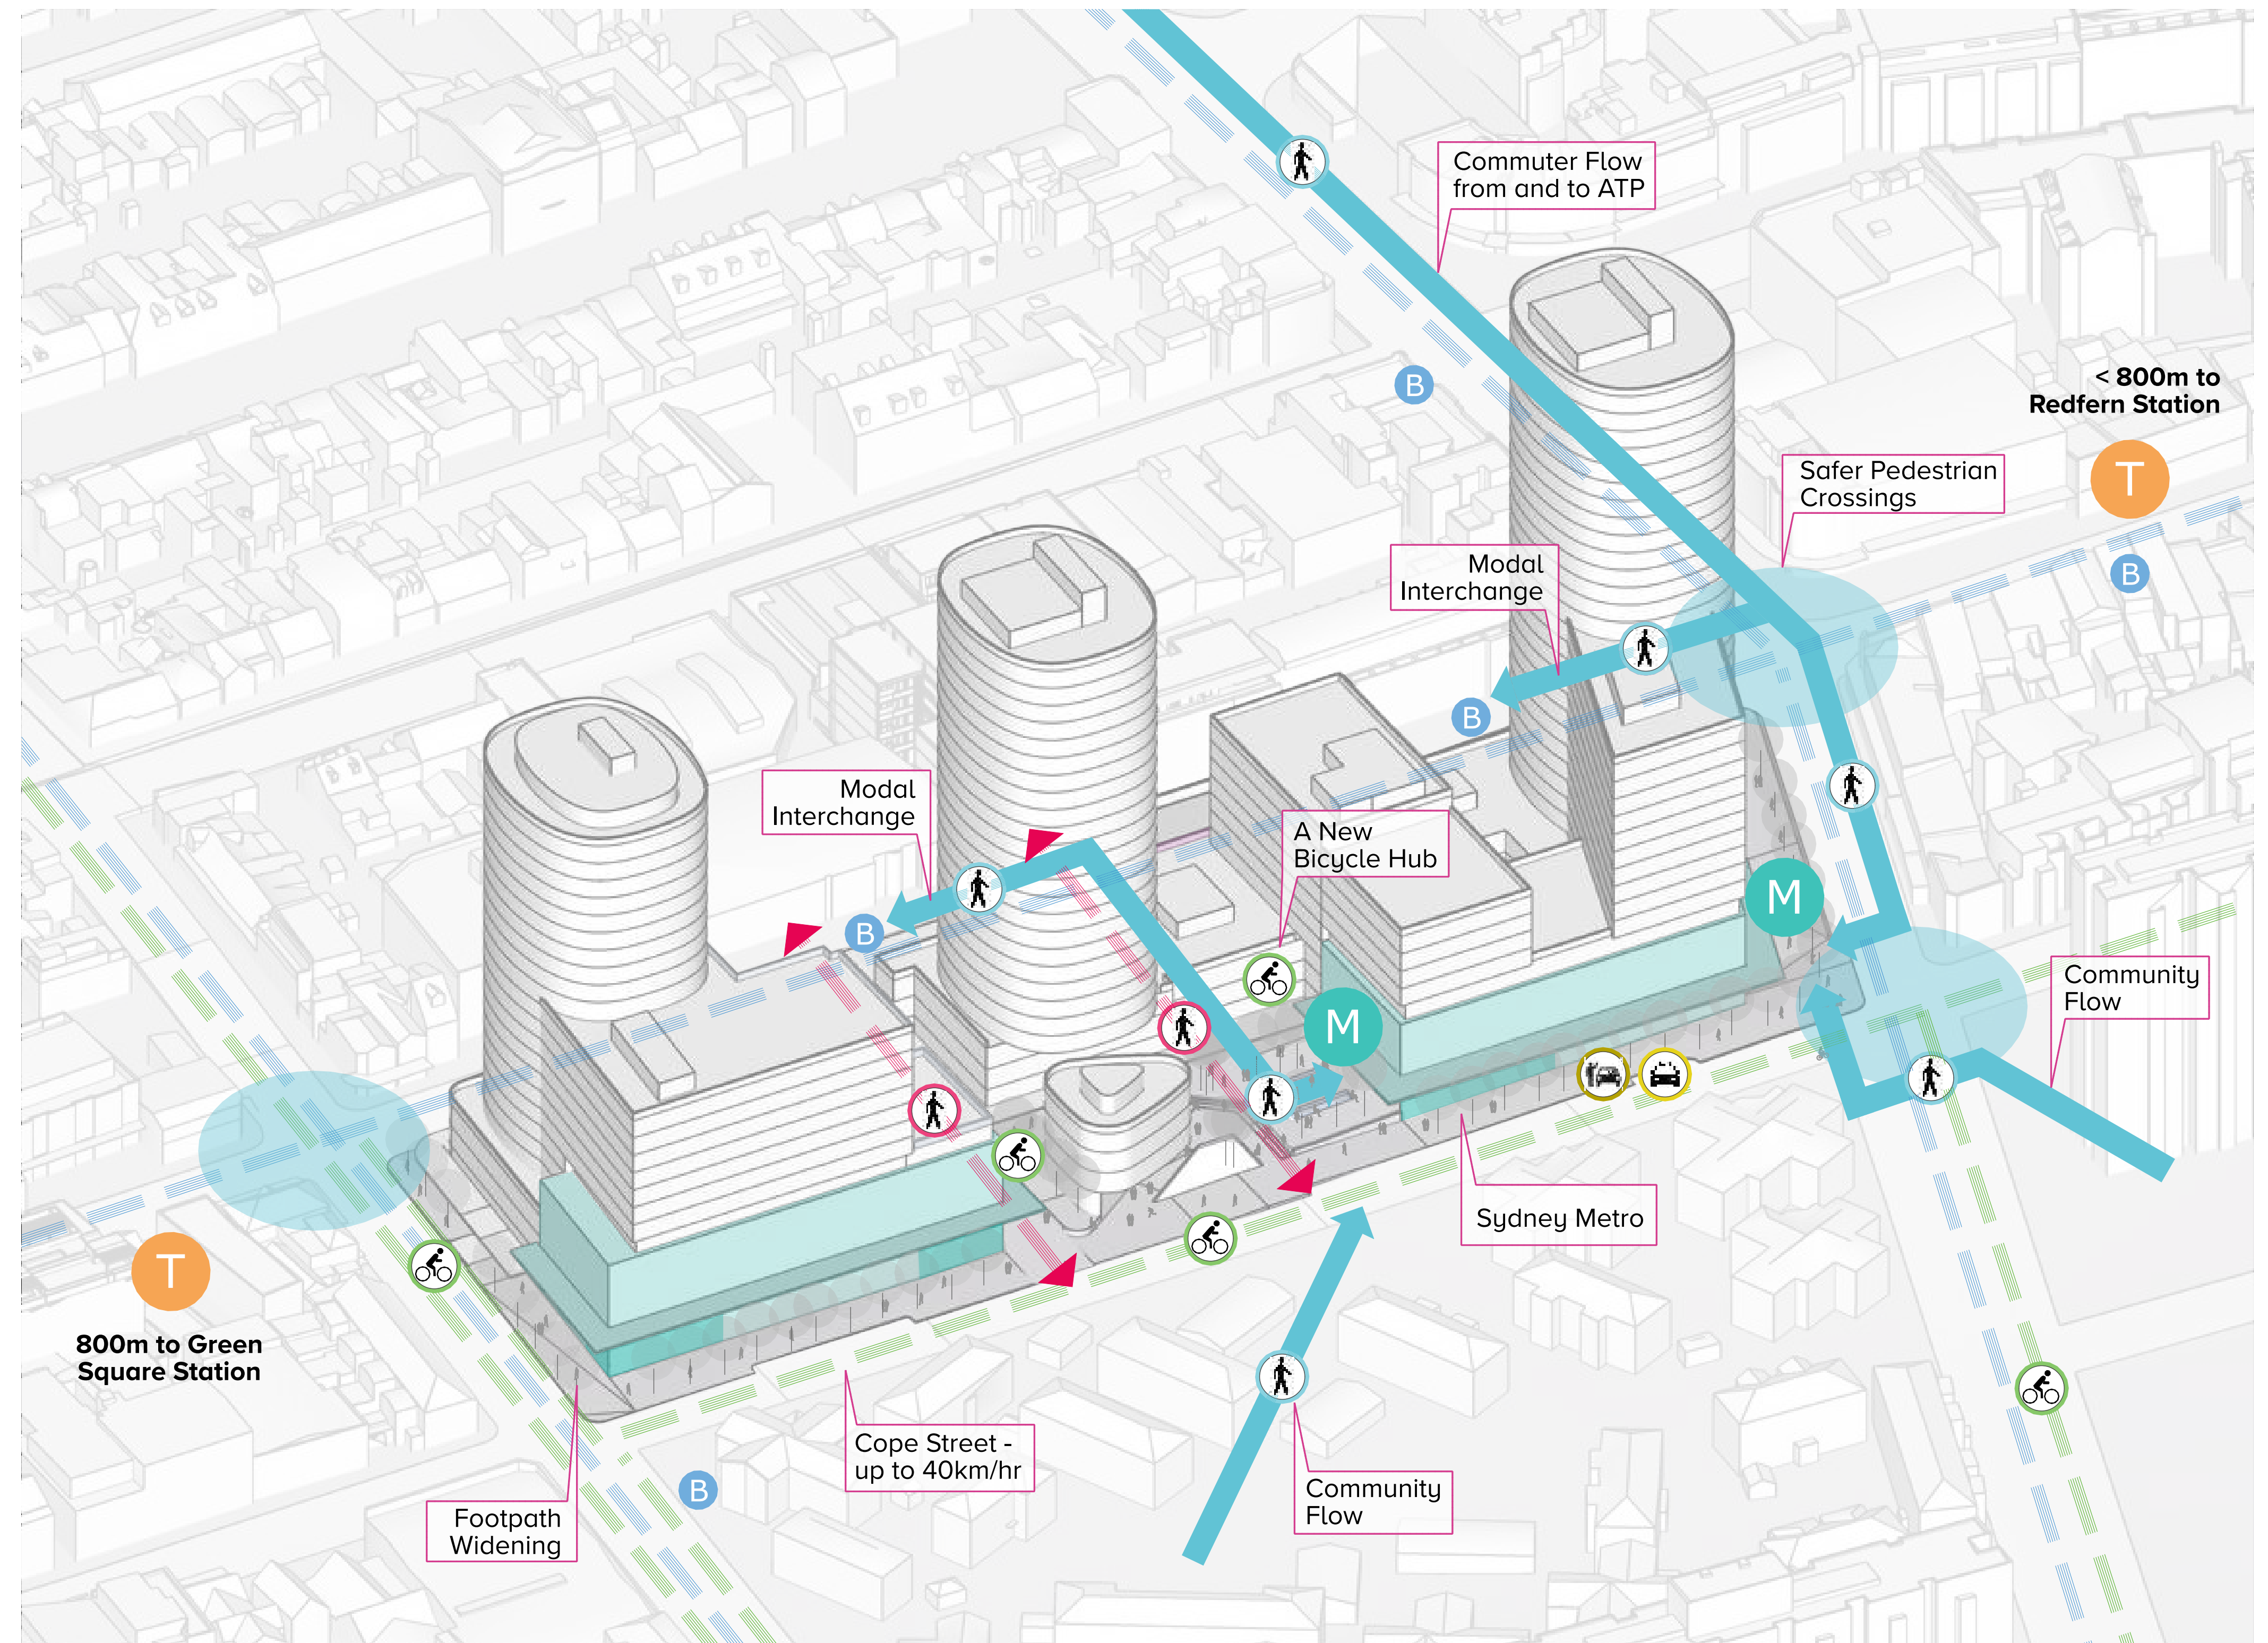 Commuter Flow
from and to ATP
B
< 800m to
Redfern Station
T
Safer Pedestrian
Crossings
B
Modal
Interchange
B
Modal
Interchange
A New
Bicycle Hub
M
B
M
Community
Flow
Sydney Metro
T
800m to Green
Square Station
Cope Street -
up to 40km/hr
B
Community
Flow
Footpath
Widening